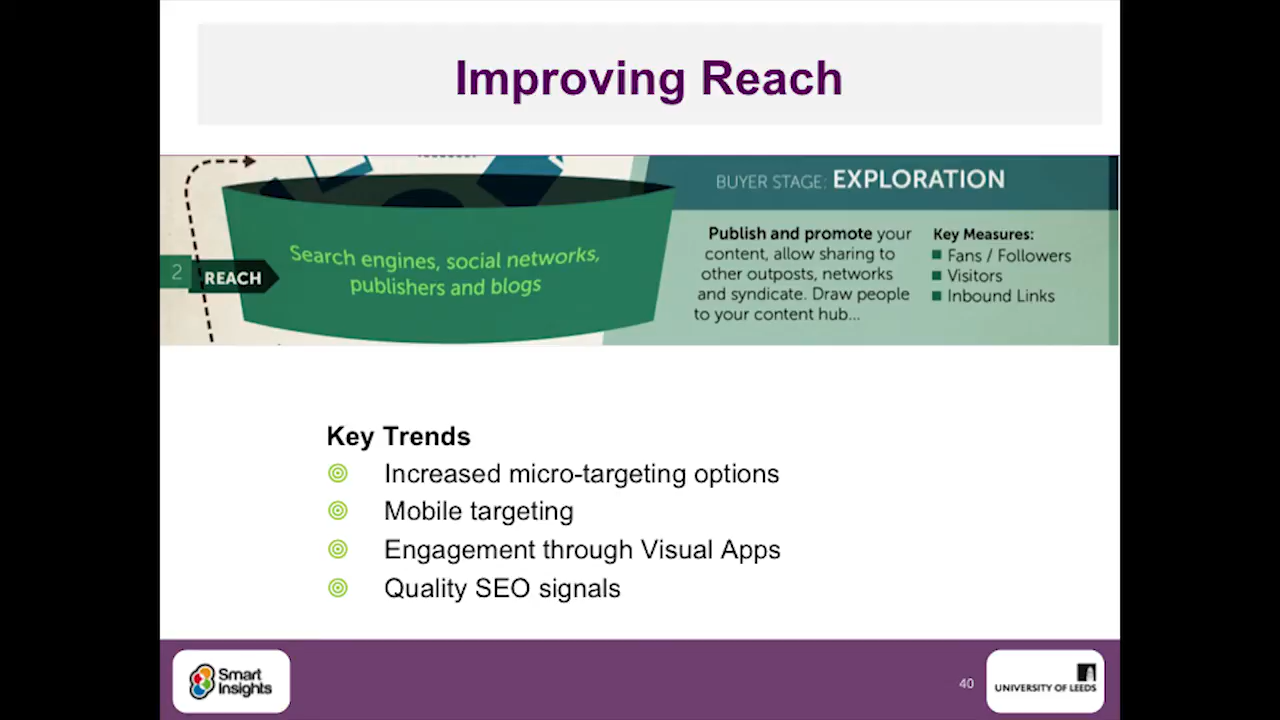 Improving Reach
BUYER STAGE: EXPLORATION
2
REACH
Search engines, social networks,
publishers and blogs
Publish and promote your
content, allow sharing to
other outposts, networks
and syndicate. Draw people
to your content hub...
Key Measures:
Fans / Followers
Visitors
Inbound Links
Key Trends
Increased micro-targeting options
Mobile targeting
Engagement through Visual Apps
Quality SEO signals
Smart
Insights
40
UNIVERSITY OF LEEDS